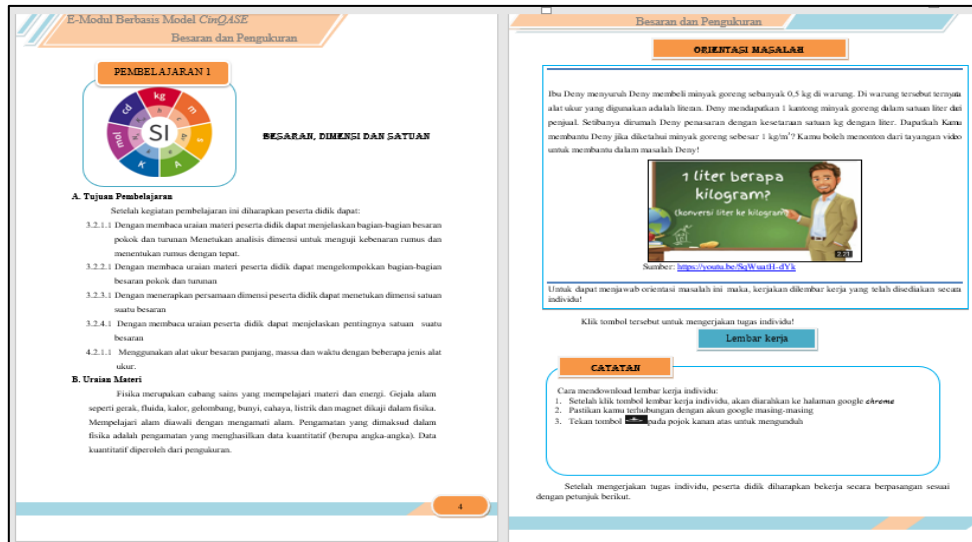 E-Modul Berbasis Model CinQASE
Besaran dan Pengukuran
PEMBELAJARAN 1
kg
m
s
A
K
mol
cd
SI
BESARAN, DIMENSI DAN SATUAN
A. Tujuan Pembelajaran
Setelah kegiatan pembelajaran ini diharapkan peserta didik dapat:
3.2.1.1 Dengan membaca uraian materi peserta didik dapat menjelaskan bagian-bagian besaran
pokok dan turunan Menetukan analisis dimensi untuk menguji kebenaran rumus dan
menentukan rumus dengan tepat.
3.2.2.1 Dengan membaca uraian materi peserta didik dapat mengelompokkan bagian-bagian
besaran pokok dan turunan
3.2.3.1 Dengan menerapkan persamaan dimensi peserta didik dapat menetukan dimensi satuan
suatu besaran
3.2.4.1 Dengan membaca uraian peserta didik dapat menjelaskan pentingnya satuan suatu
besaran
4.2.1.1 Menggunakan alat ukur besaran panjang, massa dan waktu dengan beberapa jenis alat
ukur.
B. Uraian Materi
Fisika merupakan cabang sains yang mempelajari materi dan energi. Gejala alam
seperti gerak, fluida, kalor, gelombang, bunyi, cahaya, listrik dan magnet dikaji dalam fisika.
Mempelajari alam diawali dengan mengamati alam. Pengamatan yang dimaksud dalam
fisika adalah pengamatan yang menghasilkan data kuantitatif (berupa angka-angka). Data
kuantitatif diperoleh dari pengukuran.
4
Besaran dan Pengukuran
ORIENTASI MASALAH
Ibu Deny menyuruh Deny membeli minyak goreng sebanyak 0,5 kg di warung. Di warung tersebut ternyata
alat ukur yang digunakan adalah literan. Deny mendapatkan 1 kantong minyak goreng dalam satuan liter dari
penjual. Setibanya dirumah Deny penasaran dengan kesetaraan satuan kg dengan liter. Dapatkah Kamu
membantu Deny jika diketahui minyak goreng sebesar 1 kg/m³? Kamu boleh menonton dari tayangan video
untuk membantu dalam masalah Deny!
1 liter berapa
kilogram?
(konversi liter ke kilogram)
2:21
Sumber: https://youtu.be/SqWuatH-dYk
Untuk dapat menjawab orientasi masalah ini maka, kerjakan dilembar kerja yang telah disediakan secara
individu!
Klik tombol tersebut untuk mengerjakan tugas individu!
Lembar kerja
CATATAN
Cara mendownload lembar kerja individu:
1. Setelah klik tombol lembar kerja individu, akan diarahkan ke halaman google chrome
2. Pastikan kamu terhubungan dengan akun google masing-masing
3. Tekan tombol pada pojok kanan atas untuk mengunduh
Setelah mengerjakan tugas individu, peserta didik diharapkan bekerja secara berpasangan sesuai
dengan petunjuk berikut.